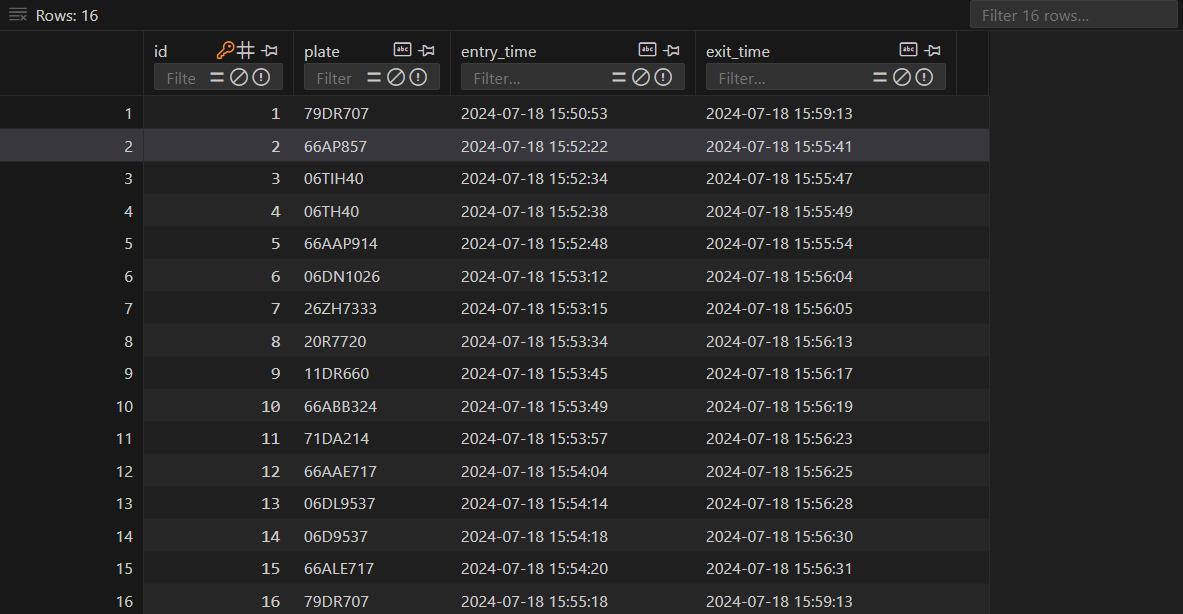 Rows: 16 Filter 16 rows...
id plate abc entry_time abc exit_time abc
Filte Filter Filter... Filter...
1 1 79DR707 2024-07-18 15:50:53 2024-07-18 15:59:13
2 2 66AP857 2024-07-18 15:52:22 2024-07-18 15:55:41
3 3 06TIH40 2024-07-18 15:52:34 2024-07-18 15:55:47
4 4 06TH40 2024-07-18 15:52:38 2024-07-18 15:55:49
5 5 66AAP914 2024-07-18 15:52:48 2024-07-18 15:55:54
6 6 06DN1026 2024-07-18 15:53:12 2024-07-18 15:56:04
7 7 26ZH7333 2024-07-18 15:53:15 2024-07-18 15:56:05
8 8 20R7720 2024-07-18 15:53:34 2024-07-18 15:56:13
9 9 11DR660 2024-07-18 15:53:45 2024-07-18 15:56:17
10 10 66ABB324 2024-07-18 15:53:49 2024-07-18 15:56:19
11 11 71DA214 2024-07-18 15:53:57 2024-07-18 15:56:23
12 12 66AAE717 2024-07-18 15:54:04 2024-07-18 15:56:25
13 13 06DL9537 2024-07-18 15:54:14 2024-07-18 15:56:28
14 14 06D9537 2024-07-18 15:54:18 2024-07-18 15:56:30
15 15 66ALE717 2024-07-18 15:54:20 2024-07-18 15:56:31
16 16 79DR707 2024-07-18 15:55:18 2024-07-18 15:59:13